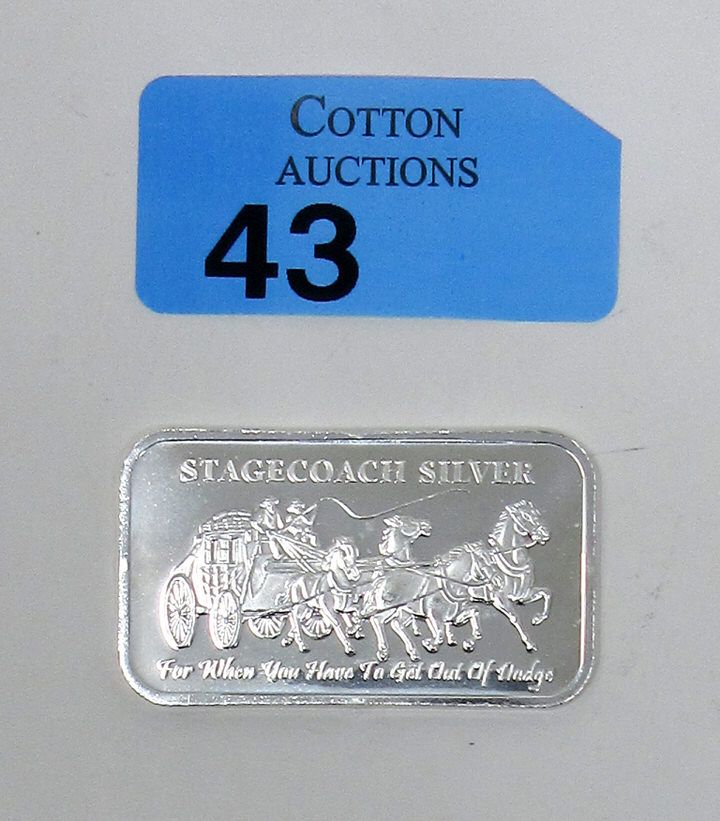 COTTON
AUCTIONS
43
STAGECOACH SILVER
For When You Have To Get Out Of Dodge